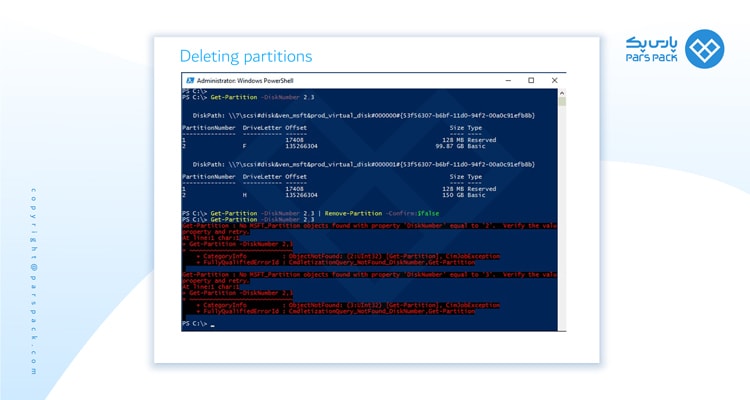 Deleting partitions
پارس پک
PARS PACK
Administrator: Windows PowerShell
PS C:\>
PS C:\> Get-Partition -DiskNumber 2,3
DiskPath: \\?\scsi#disk&ven_msft&prod_virtual_disk#000000#{53f56307-b6bf-11d0-94f2-00a0c91efb8b}
PartitionNumber DriveLetter Offset Size Type
--------------- ----------- ------ ---- ----
1 17408 128 MB Reserved
2 F 135266304 99.87 GB Basic
DiskPath: \\?\scsi#disk&ven_msft&prod_virtual_disk#000001#{53f56307-b6bf-11d0-94f2-00a0c91efb8b}
PartitionNumber DriveLetter Offset Size Type
--------------- ----------- ------ ---- ----
1 17408 128 MB Reserved
2 H 135266304 150 GB Basic
PS C:\> Get-Partition -DiskNumber 2,3 | Remove-Partition -Confirm:$false
PS C:\> Get-Partition -DiskNumber 2,3
Get-Partition : No MSFT_Partition objects found with property 'DiskNumber' equal to '2'. Verify the valu
property and retry.
At line:1 char:1
+ Get-Partition -DiskNumber 2,3
+ CategoryInfo : ObjectNotFound: (2:UInt32) [Get-Partition], CimJobException
+ FullyQualifiedErrorId : CmdletizationQuery_NotFound_DiskNumber,Get-Partition
Get-Partition : No MSFT_Partition objects found with property 'DiskNumber' equal to '3'. Verify the valu
property and retry.
At line:1 char:1
+ Get-Partition -DiskNumber 2,3
+ CategoryInfo : ObjectNotFound: (3:UInt32) [Get-Partition], CimJobException
+ FullyQualifiedErrorId : CmdletizationQuery_NotFound_DiskNumber,Get-Partition
PS C:\> _
copyright@parspack.com